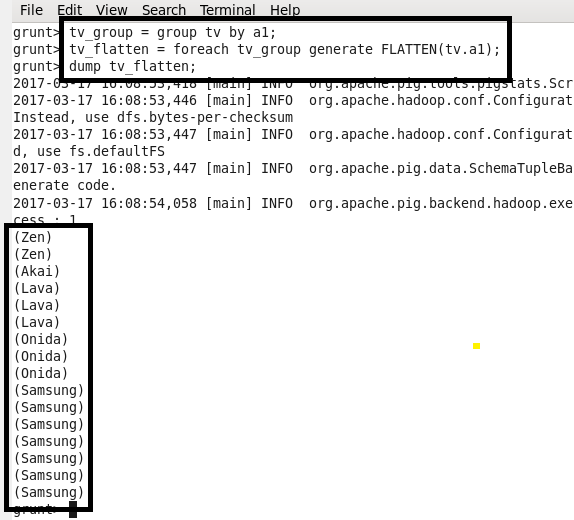 File Edit View Search Terminal Help
grunt> tv_group = group tv by a1;
grunt> tv_flatten = foreach tv_group generate FLATTEN(tv.a1);
grunt> dump tv_flatten;
2017-03-17 16:08:53,418 [main] INFO  org.apache.pig.tools.pigstats.Scr
2017-03-17 16:08:53,446 [main] INFO  org.apache.hadoop.conf.Configurat
Instead, use dfs.bytes-per-checksum
2017-03-17 16:08:53,447 [main] INFO  org.apache.hadoop.conf.Configurat
d, use fs.defaultFS
2017-03-17 16:08:53,447 [main] INFO  org.apache.pig.data.SchemaTupleBa
enerate code.
2017-03-17 16:08:54,058 [main] INFO  org.apache.pig.backend.hadoop.exe
cess : 1
(Zen)
(Zen)
(Akai)
(Lava)
(Lava)
(Lava)
(Onida)
(Onida)
(Onida)
(Samsung)
(Samsung)
(Samsung)
(Samsung)
(Samsung)
(Samsung)
(Samsung)
grunt>